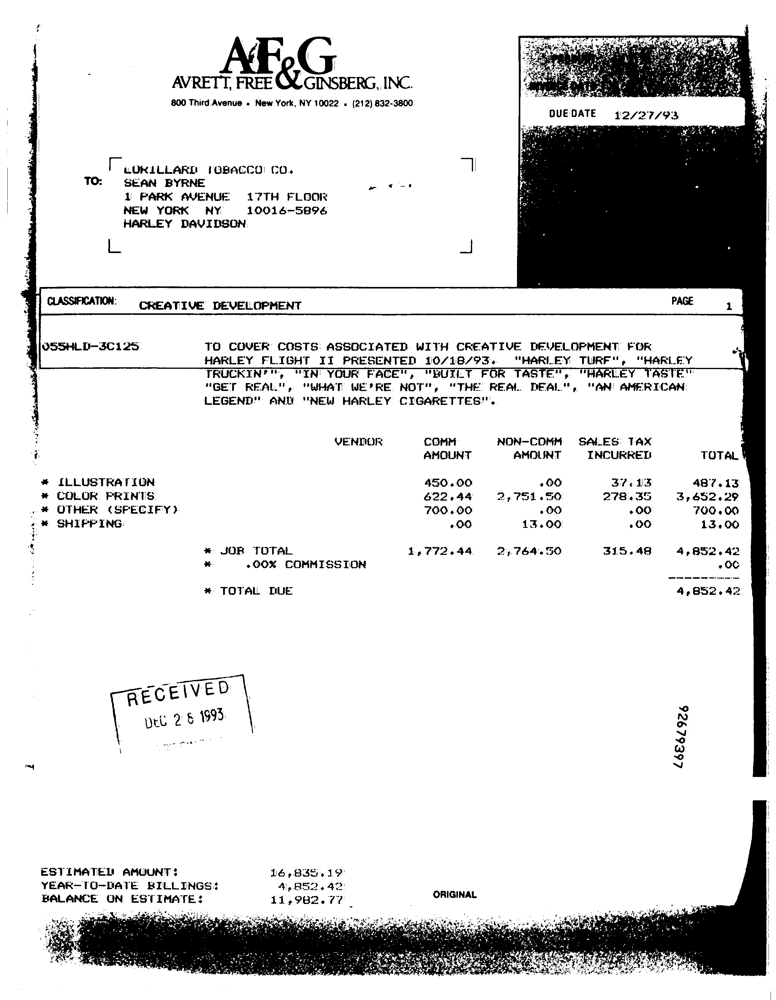 AF&G
AVRETT, FREE & GINSBERG, INC.
800 Third Avenue • New York, NY 10022 • (212) 832-3800
DUE DATE 12/27/93
TO: LORILLARD TOBACCO CO.
SEAN BYRNE
1 PARK AVENUE 17TH FLOOR
NEW YORK NY 10016-5896
HARLEY DAVIDSON
CLASSIFICATION: CREATIVE DEVELOPMENT PAGE 1
055HLD-3C125 TO COVER COSTS ASSOCIATED WITH CREATIVE DEVELOPMENT FOR
HARLEY FLIGHT II PRESENTED 10/18/93. "HARLEY TURF", "HARLEY
TRUCKIN'", "IN YOUR FACE", "BUILT FOR TASTE", "HARLEY TASTE"
"GET REAL", "WHAT WE'RE NOT", "THE REAL DEAL", "AN AMERICAN
LEGEND" AND "NEW HARLEY CIGARETTES".
VENDOR COMM NON-COMM SALES TAX
AMOUNT AMOUNT INCURRED TOTAL
* ILLUSTRATION 450.00 .00 37.13 487.13
* COLOR PRINTS 622.44 2,751.50 278.35 3,652.29
* OTHER (SPECIFY) 700.00 .00 .00 700.00
* SHIPPING .00 13.00 .00 13.00
* JOB TOTAL 1,772.44 2,764.50 315.48 4,852.42
* .00% COMMISSION .00
* TOTAL DUE 4,852.42
RECEIVED
DEC 28 1993
92679397
ESTIMATED AMOUNT: 16,835.19
YEAR-TO-DATE BILLINGS: 4,852.42
BALANCE ON ESTIMATE: 11,982.77
ORIGINAL